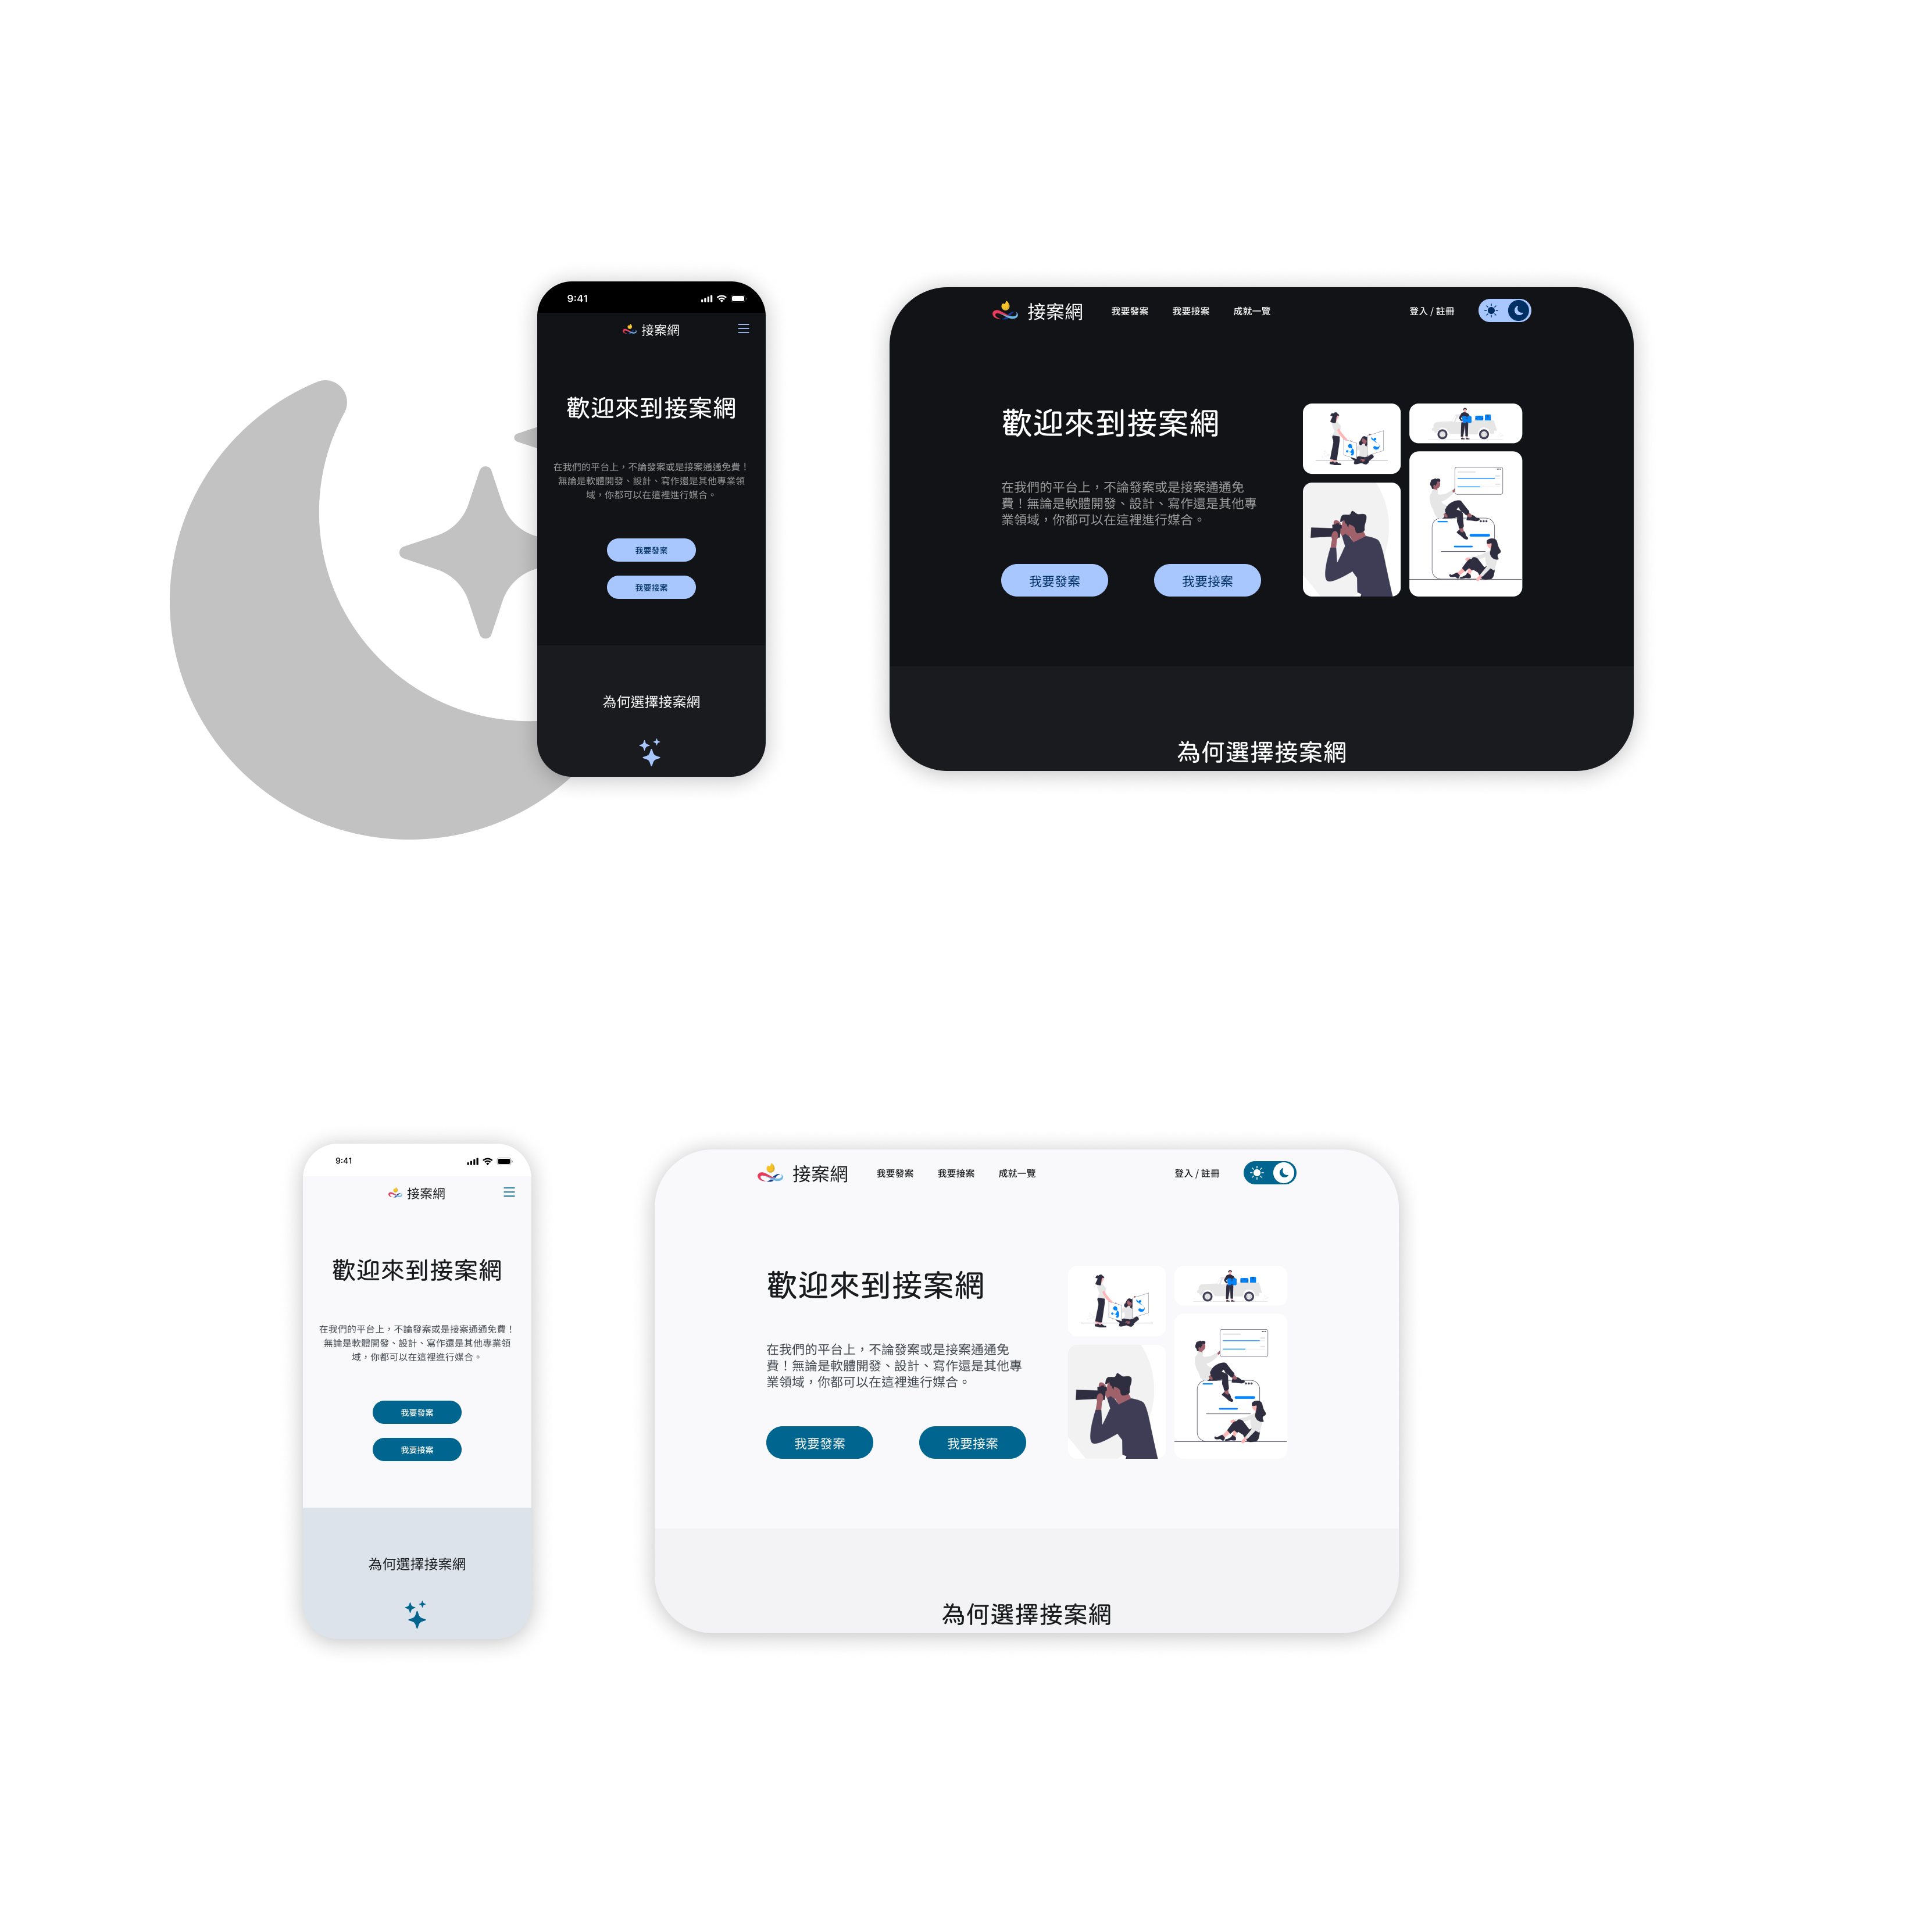 9:41
接案網
歡迎來到接案網
在我們的平台上，不論發案或是接案通通免費！
無論是軟體開發、設計、寫作還是其他專業領
域，你都可以在這裡進行媒合。
我要發案
我要接案
為何選擇接案網
接案網 我要發案 我要接案 成就一覽 登入 / 註冊
歡迎來到接案網
在我們的平台上，不論發案或是接案通通免
費！無論是軟體開發、設計、寫作還是其他專
業領域，你都可以在這裡進行媒合。
我要發案 我要接案
為何選擇接案網
9:41
接案網
歡迎來到接案網
在我們的平台上，不論發案或是接案通通免費！
無論是軟體開發、設計、寫作還是其他專業領
域，你都可以在這裡進行媒合。
我要發案
我要接案
為何選擇接案網
接案網 我要發案 我要接案 成就一覽 登入 / 註冊
歡迎來到接案網
在我們的平台上，不論發案或是接案通通免
費！無論是軟體開發、設計、寫作還是其他專
業領域，你都可以在這裡進行媒合。
我要發案 我要接案
為何選擇接案網